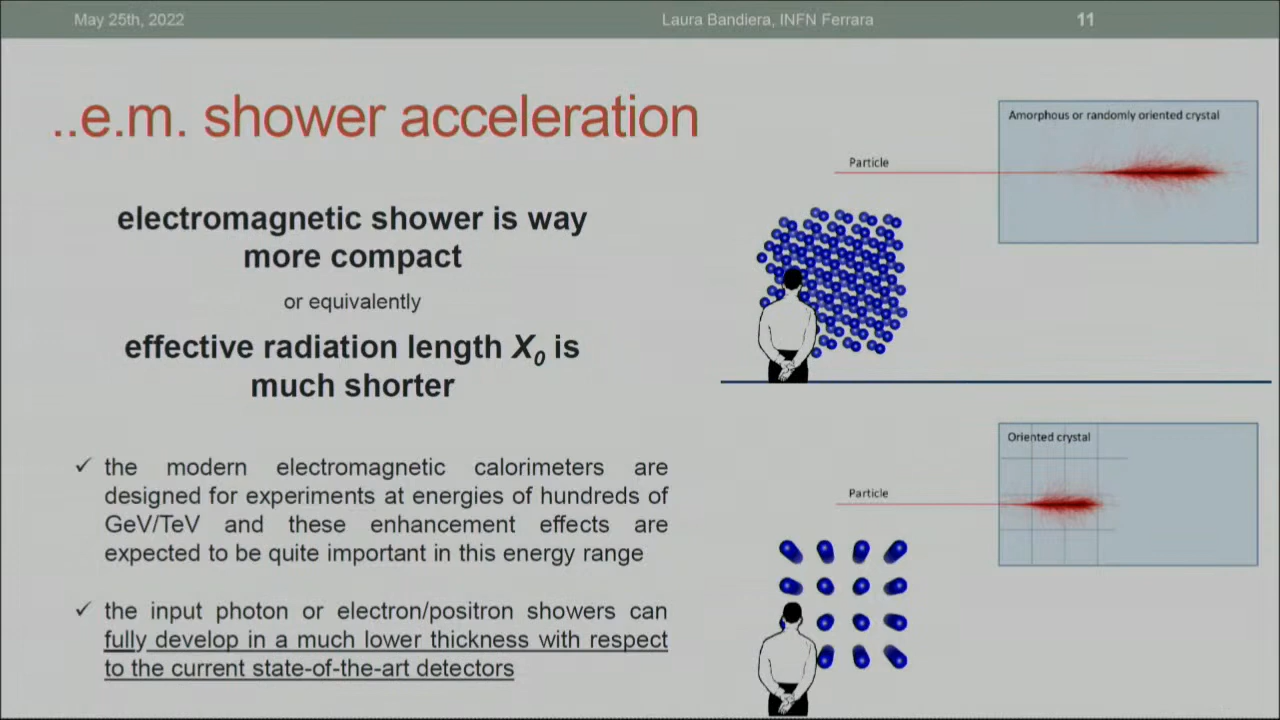 May 25th, 2022
Laura Bandiera, INFN Ferrara
11
..e.m. shower acceleration
electromagnetic shower is way
more compact
or equivalently
effective radiation length X0 is
much shorter
✓ the modern electromagnetic calorimeters are
designed for experiments at energies of hundreds of
GeV/TeV and these enhancement effects are
expected to be quite important in this energy range
✓ the input photon or electron/positron showers can
fully develop in a much lower thickness with respect
to the current state-of-the-art detectors
Amorphous or randomly oriented crystal
Particle
Oriented crystal
Particle